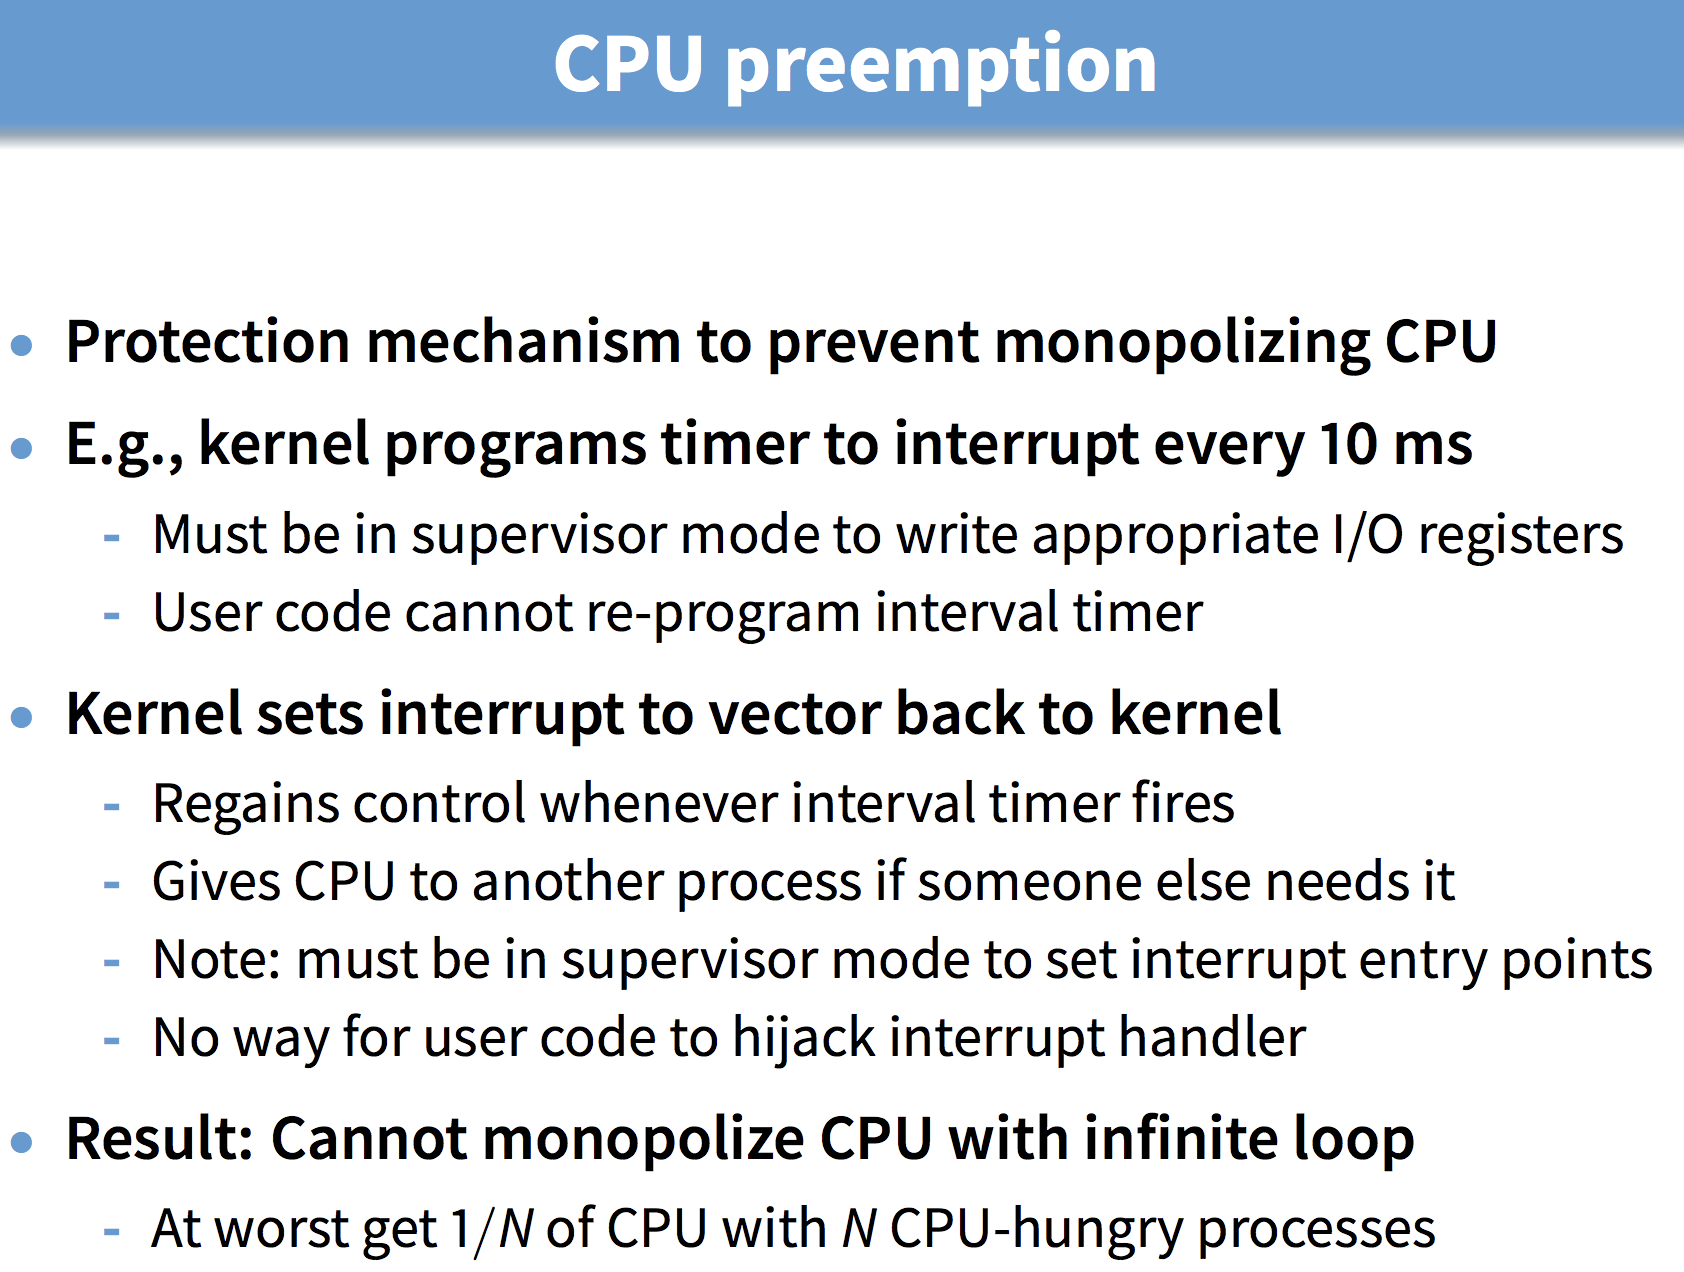 CPU preemption
• Protection mechanism to prevent monopolizing CPU
• E.g., kernel programs timer to interrupt every 10 ms
- Must be in supervisor mode to write appropriate I/O registers
- User code cannot re-program interval timer
• Kernel sets interrupt to vector back to kernel
- Regains control whenever interval timer fires
- Gives CPU to another process if someone else needs it
- Note: must be in supervisor mode to set interrupt entry points
- No way for user code to hijack interrupt handler
• Result: Cannot monopolize CPU with infinite loop
- At worst get 1/N of CPU with N CPU-hungry processes